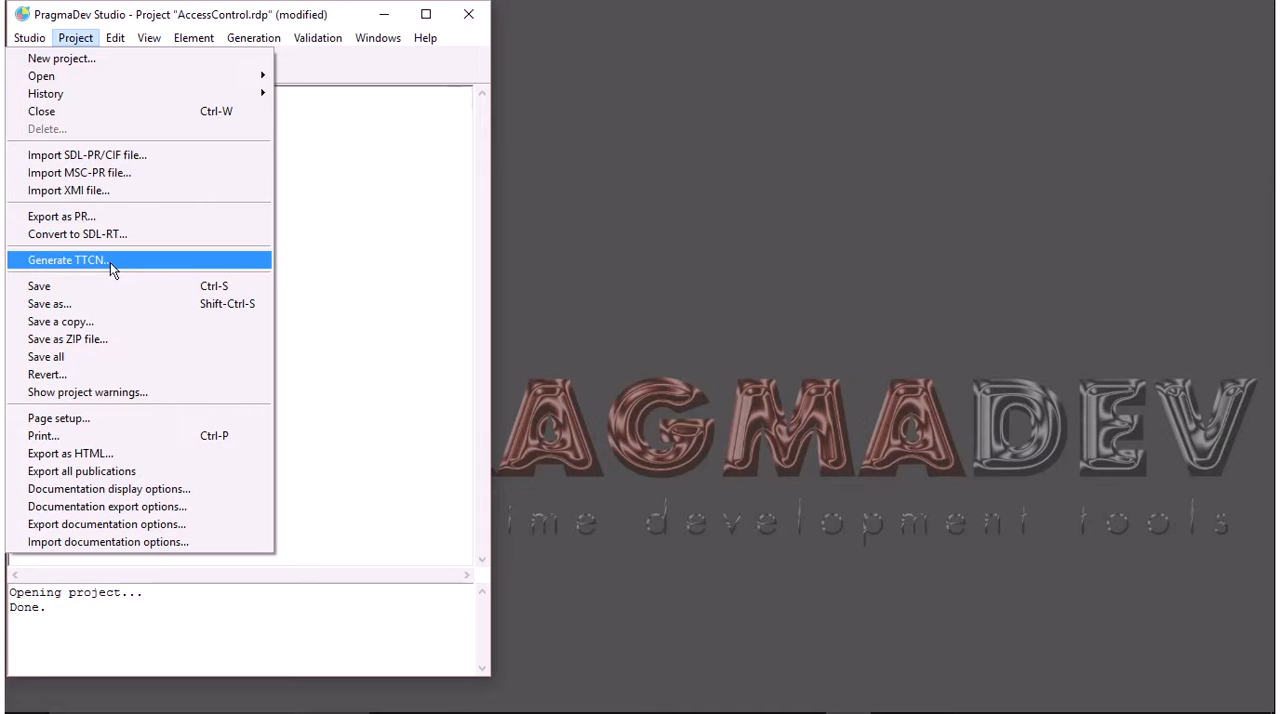 PragmaDev Studio - Project "AccessControl.rdp" (modified)
Studio Project Edit View Element Generation Validation Windows Help
New project...
Open
History
Close Ctrl-W
Delete...
Import SDL-PR/CIF file...
Import MSC-PR file...
Import XMI file...
Export as PR...
Convert to SDL-RT...
Generate TTCN...
Save Ctrl-S
Save as... Shift-Ctrl-S
Save a copy...
Save as ZIP file...
Save all
Revert...
Show project warnings...
Page setup...
Print... Ctrl-P
Export as HTML...
Export all publications
Documentation display options...
Documentation export options...
Export documentation options...
Import documentation options...
AGMADEV
ime development tools
Opening project...
Done.